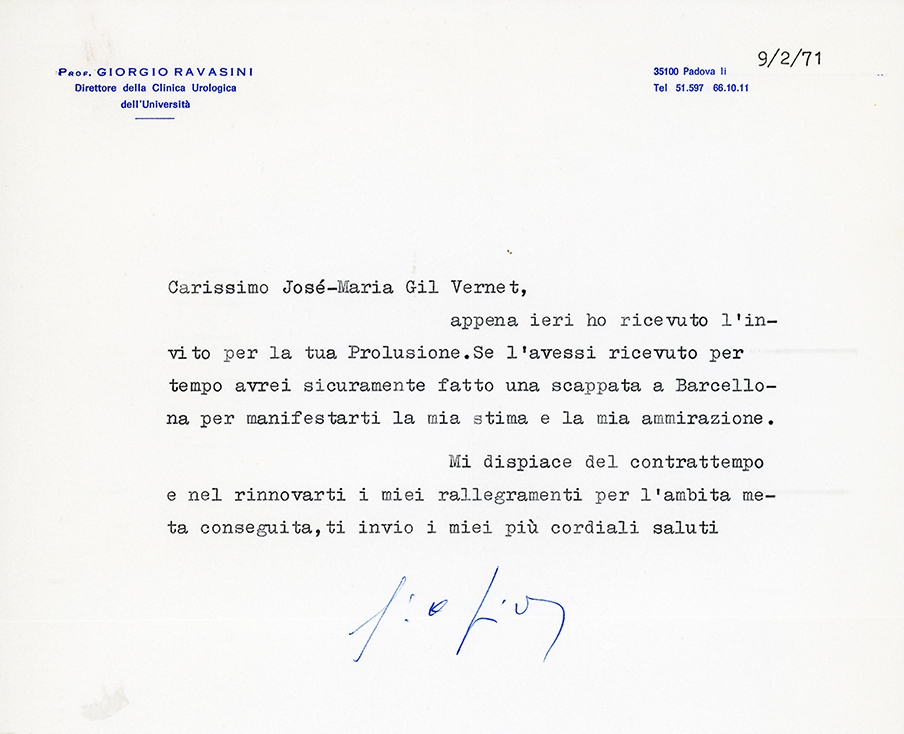 PROF. GIORGIO RAVASINI
Direttore della Clinica Urologica
dell'Università
35100 Padova li 9/2/71
Tel 51.597 66.10.11
Carissimo José-Maria Gil Vernet,
appena ieri ho ricevuto l'in-
vito per la tua Prolusione.Se l'avessi ricevuto per
tempo avrei sicuramente fatto una scappata a Barcello-
na per manifestarti la mia stima e la mia ammirazione.
Mi dispiace del contrattempo
e nel rinnovarti i miei rallegramenti per l'ambita me-
ta conseguita,ti invio i miei più cordiali saluti